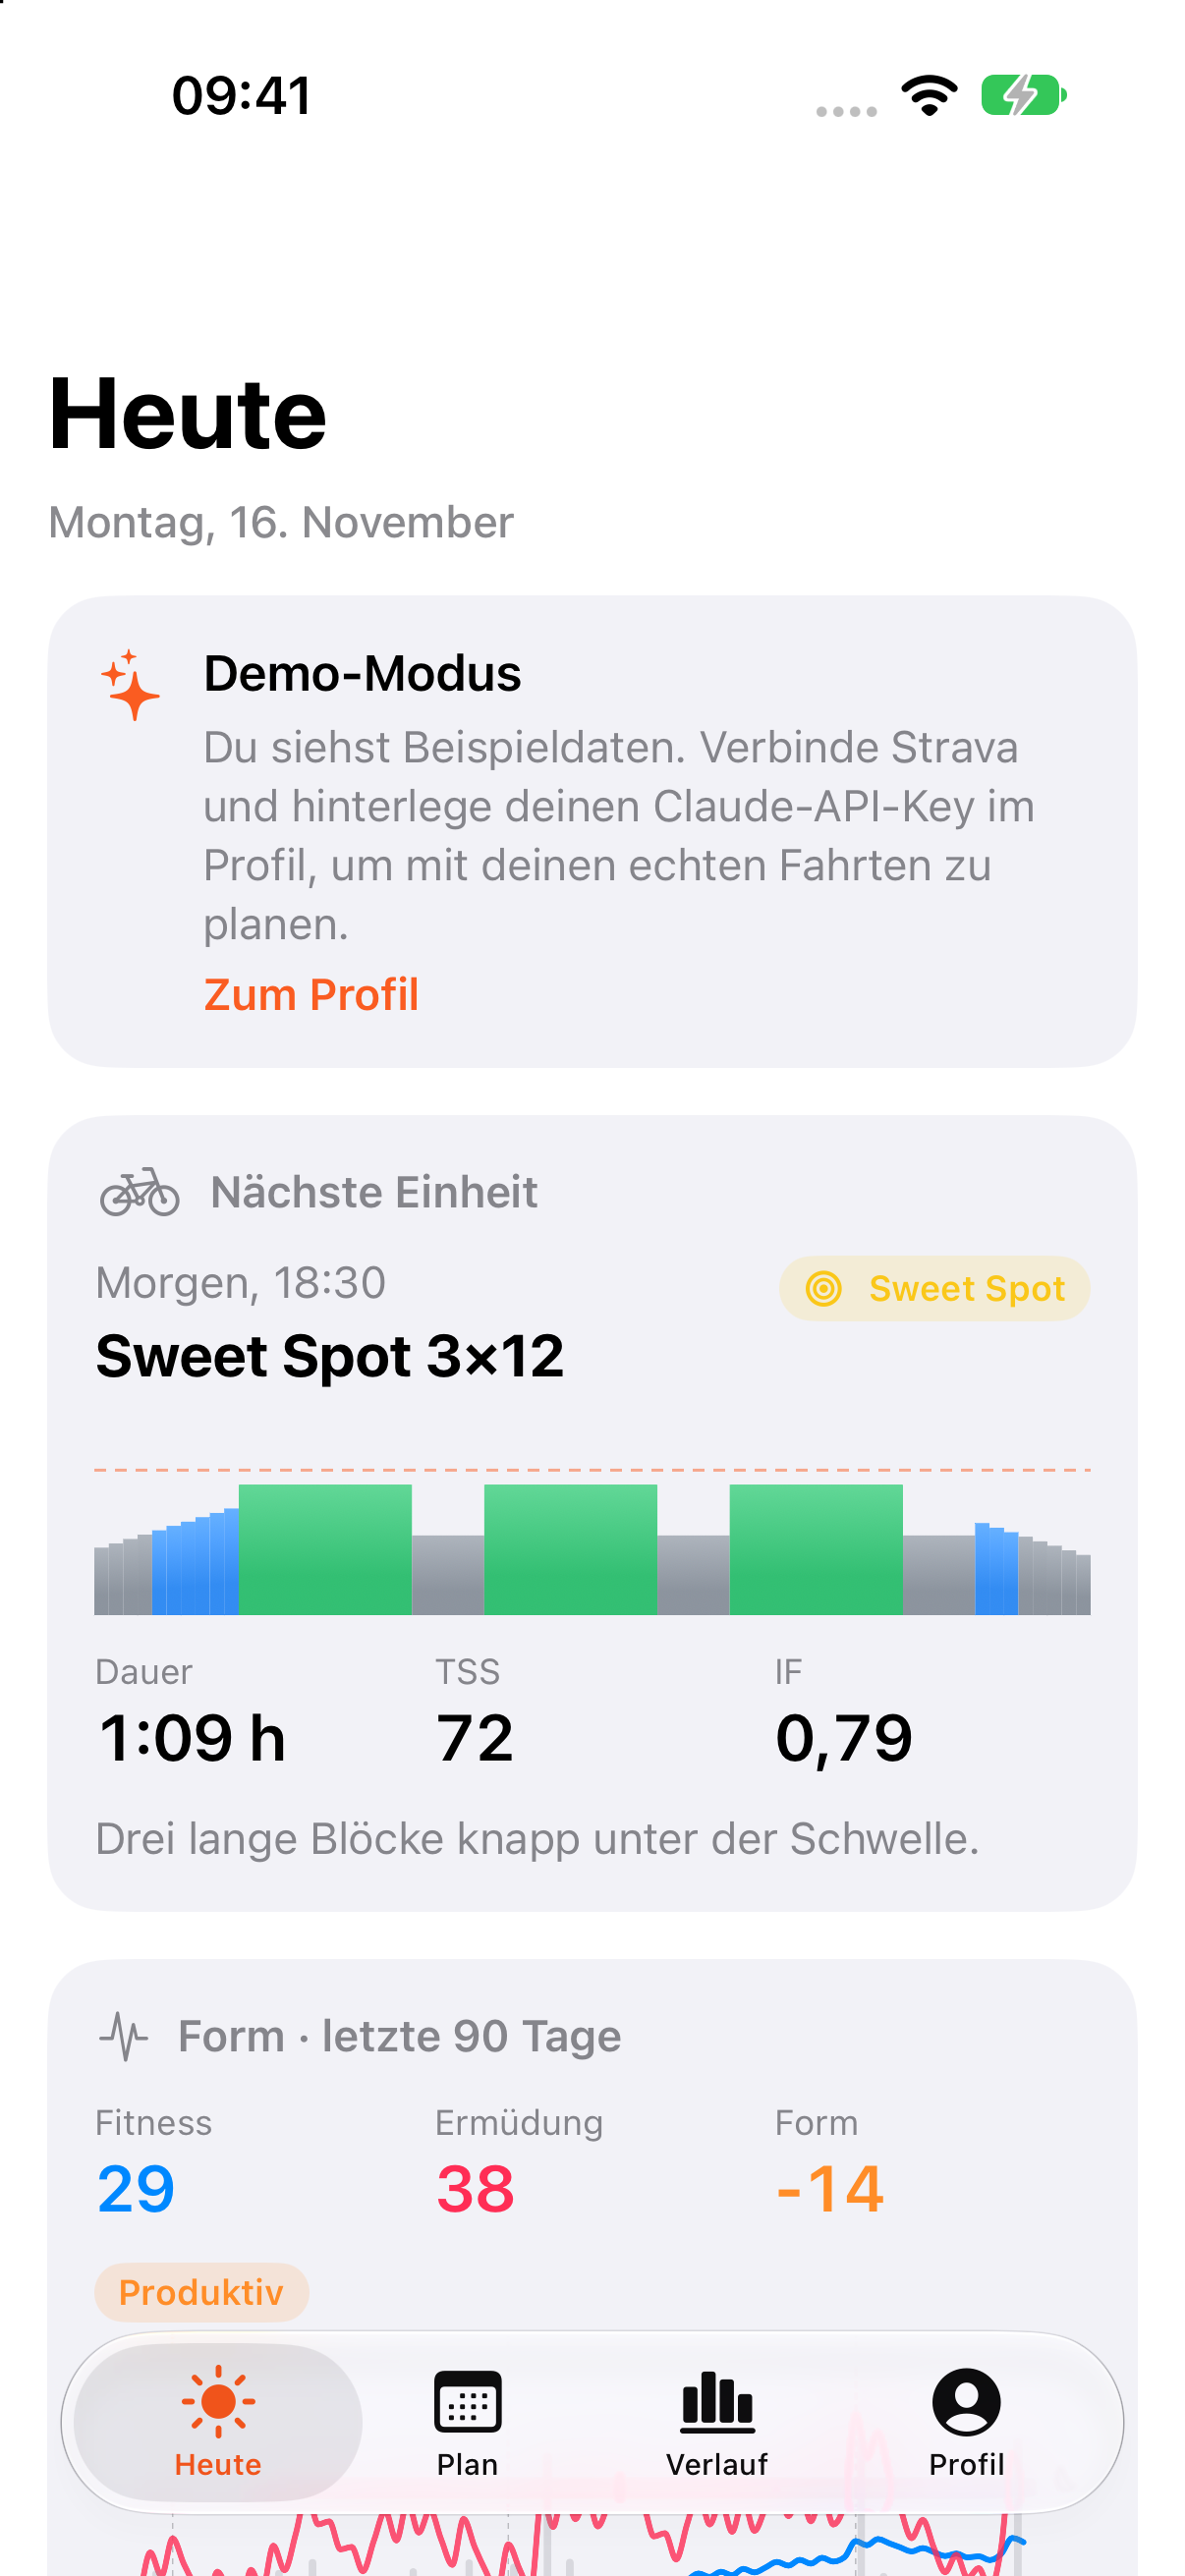 09:41
Heute
Montag, 16. November
Demo-Modus
Du siehst Beispieldaten. Verbinde Strava
und hinterlege deinen Claude-API-Key im
Profil, um mit deinen echten Fahrten zu
planen.
Zum Profil
Nächste Einheit
Morgen, 18:30
Sweet Spot
Sweet Spot 3×12
Dauer
TSS
IF
1:09 h
72
0,79
Drei lange Blöcke knapp unter der Schwelle.
Form · letzte 90 Tage
Fitness
Ermüdung
Form
29
38
-14
Produktiv
Heute
Plan
Verlauf
Profil